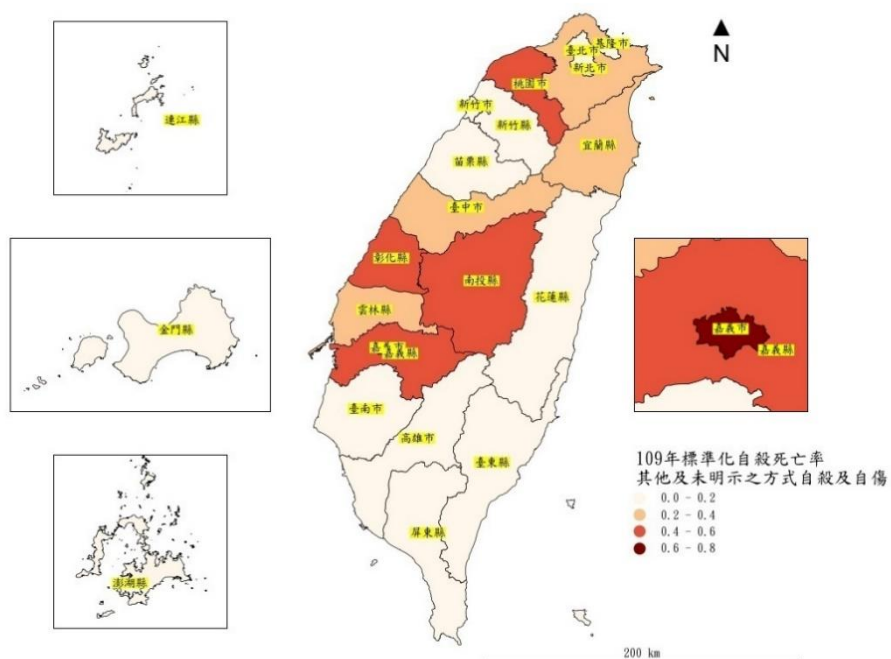 N
連江縣
臺北市
基隆市
新北市
桃園市
新竹市
新竹縣
宜蘭縣
苗栗縣
臺中市
彰化縣
南投縣
花蓮縣
雲林縣
嘉義市
嘉義縣
金門縣
臺南市
高雄市
臺東縣
屏東縣
澎湖縣
嘉義市
嘉義縣
109年標準化自殺死亡率
其他及未明示之方式自殺及自傷
0.0 - 0.2
0.2 - 0.4
0.4 - 0.6
0.6 - 0.8
200 km